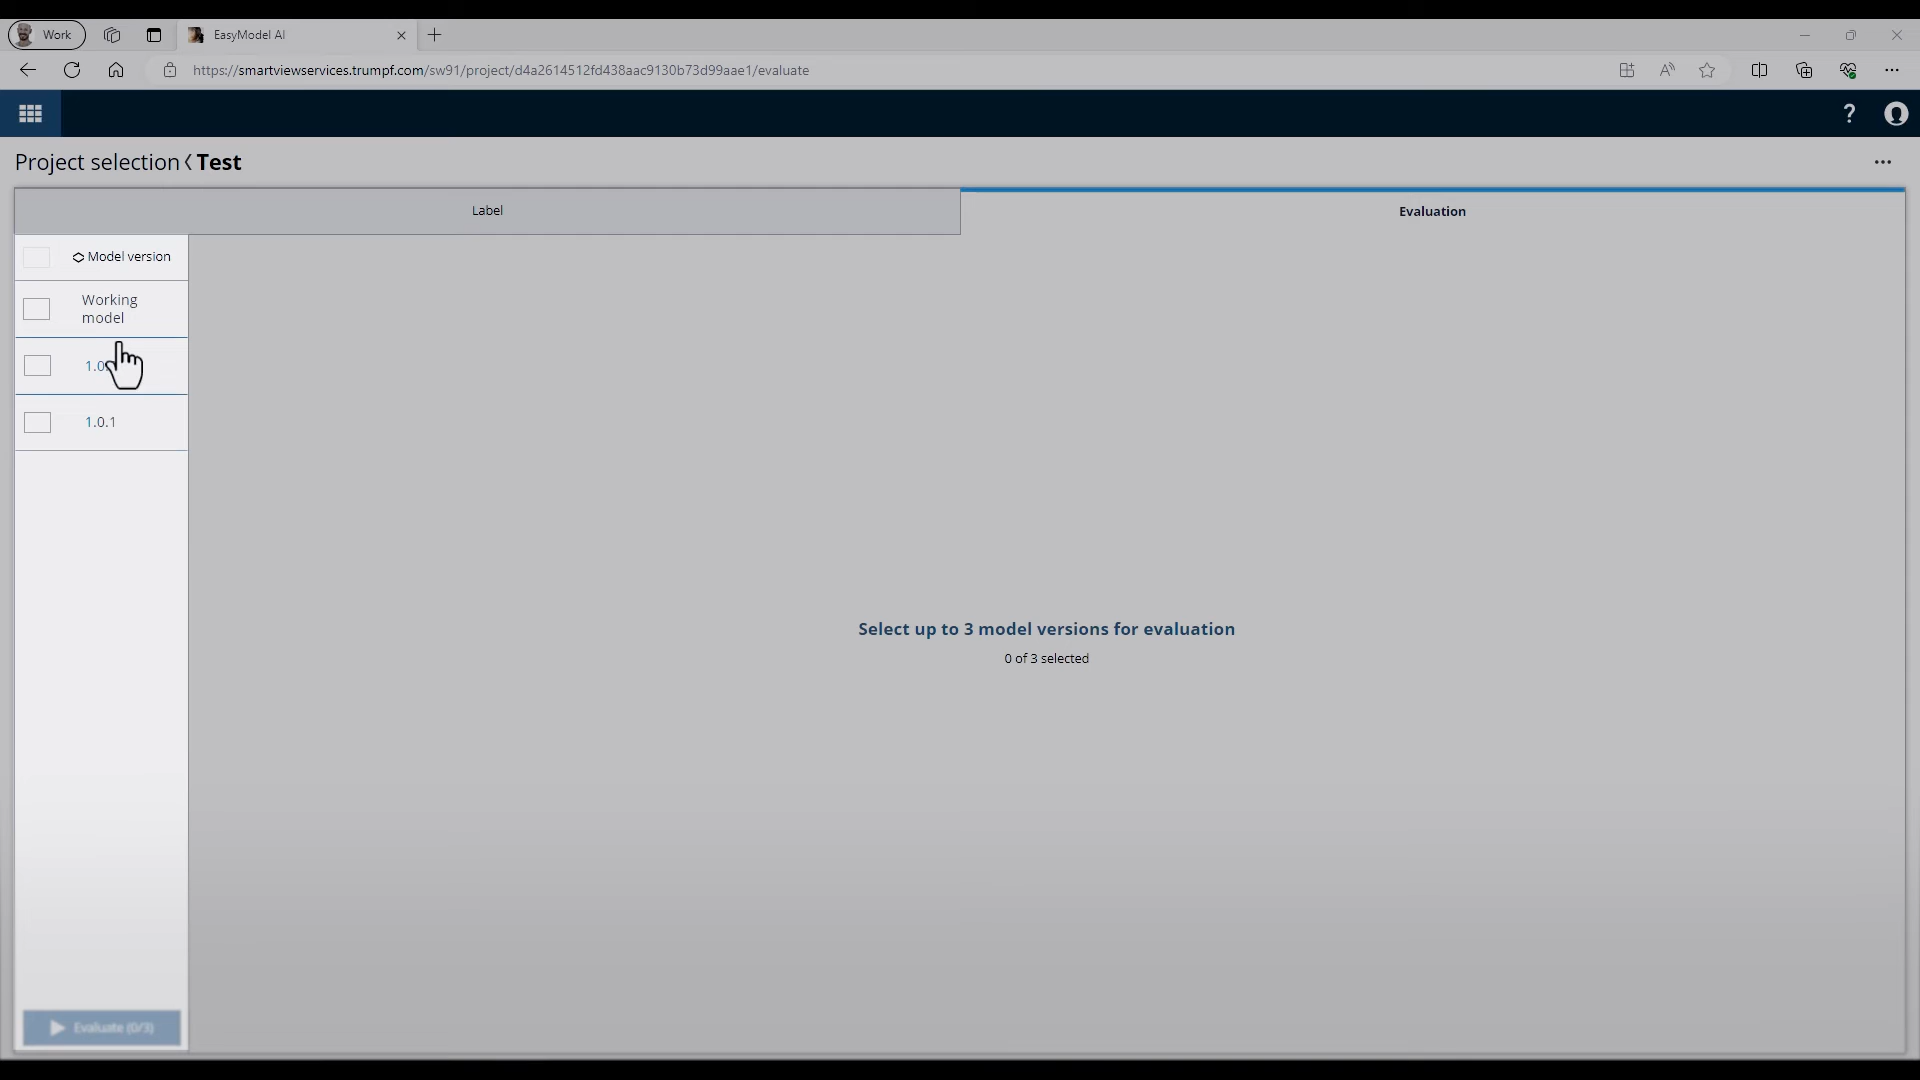 Work
EasyModel AI
https://smartviewservices.trumpf.com/sw91/project/d4a2614512fd438aac9130b73d99aae1/evaluate
?
Project selection Test
Label
Evaluation
Model version
Working
model
1.0.1
Select up to 3 model versions for evaluation
0 of 3 selected
Evaluate (0/3)